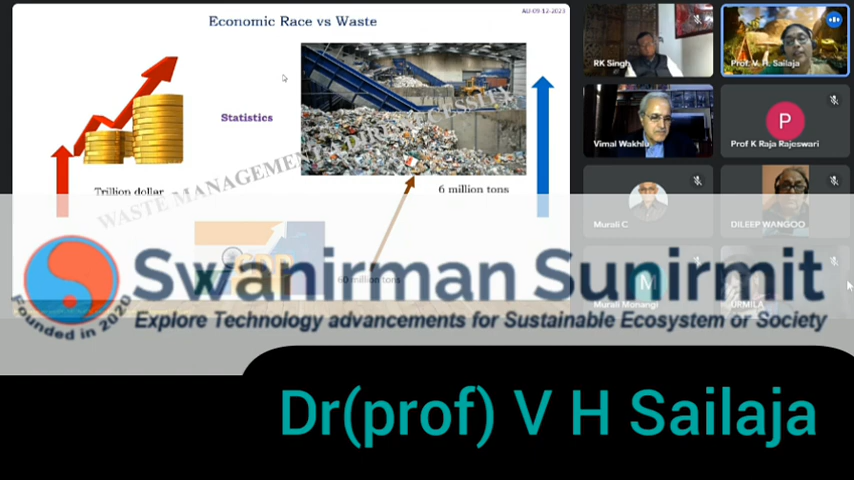 AU-09-12-2023
Economic Race vs Waste
Statistics
Trillion dollar
6 million tons
WASTE MANAGEMENT
GDP
60 million tons
RK Singh
Prof. V. H. Sailaja
Vimal Wakhlu
P
Prof K Raja Rajeswari
Murali C
DILEEP WANGOO
M
Murali Monangi
URMILA
Swanirman Sunirmit
Explore Technology advancements for Sustainable Ecosystem or Society
Founded in 2020
Dr(prof) V H Sailaja